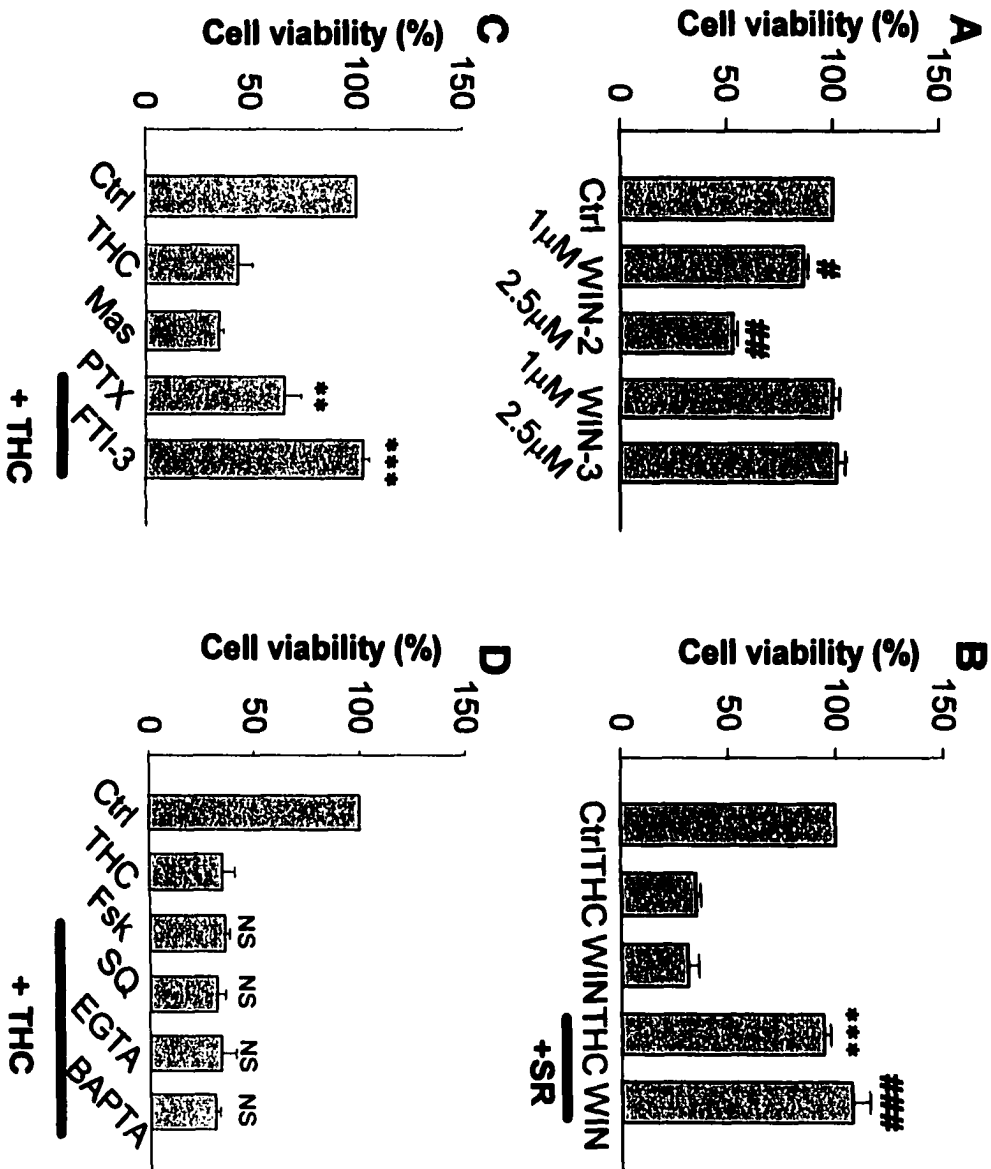 A
Cell viability (%)
150
100
50
0
#
##
Ctrl
1µM
2.5µM
WIN-2
1µM
2.5µM
WIN-3
B
Cell viability (%)
150
100
50
0
***
###
Ctrl THC WIN THC WIN
+SR
C
Cell viability (%)
150
100
50
0
**
***
Ctrl
THC
Mas
PTX
FTI-3
+ THC
D
Cell viability (%)
150
100
50
0
NS
NS
NS
NS
Ctrl
THC
Fsk
SQ
EGTA
BAPTA
+ THC